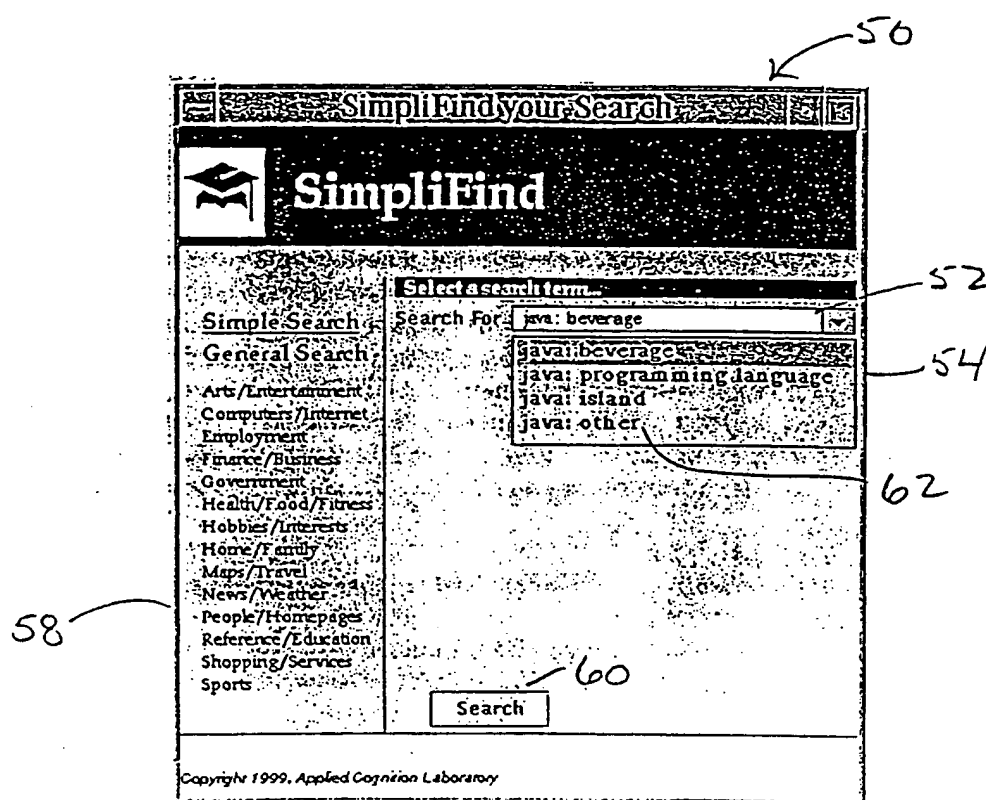 50
SimpliFind your Search
SimpliFind
Select a search term...
52
Search For java: beverage
Simple Search
General Search
java: beverage
java: programming language
java: island
java: other
54
62
Arts/Entertainment
Computers/Internet
Employment
Finance/Business
Government
Health/Food/Fitness
Hobbies/Interests
Home/Family
Maps/Travel
News/Weather
People/Homepages
Reference/Education
Shopping/Services
Sports
58
60
Search
Copyright 1999, Applied Cognition Laboratory